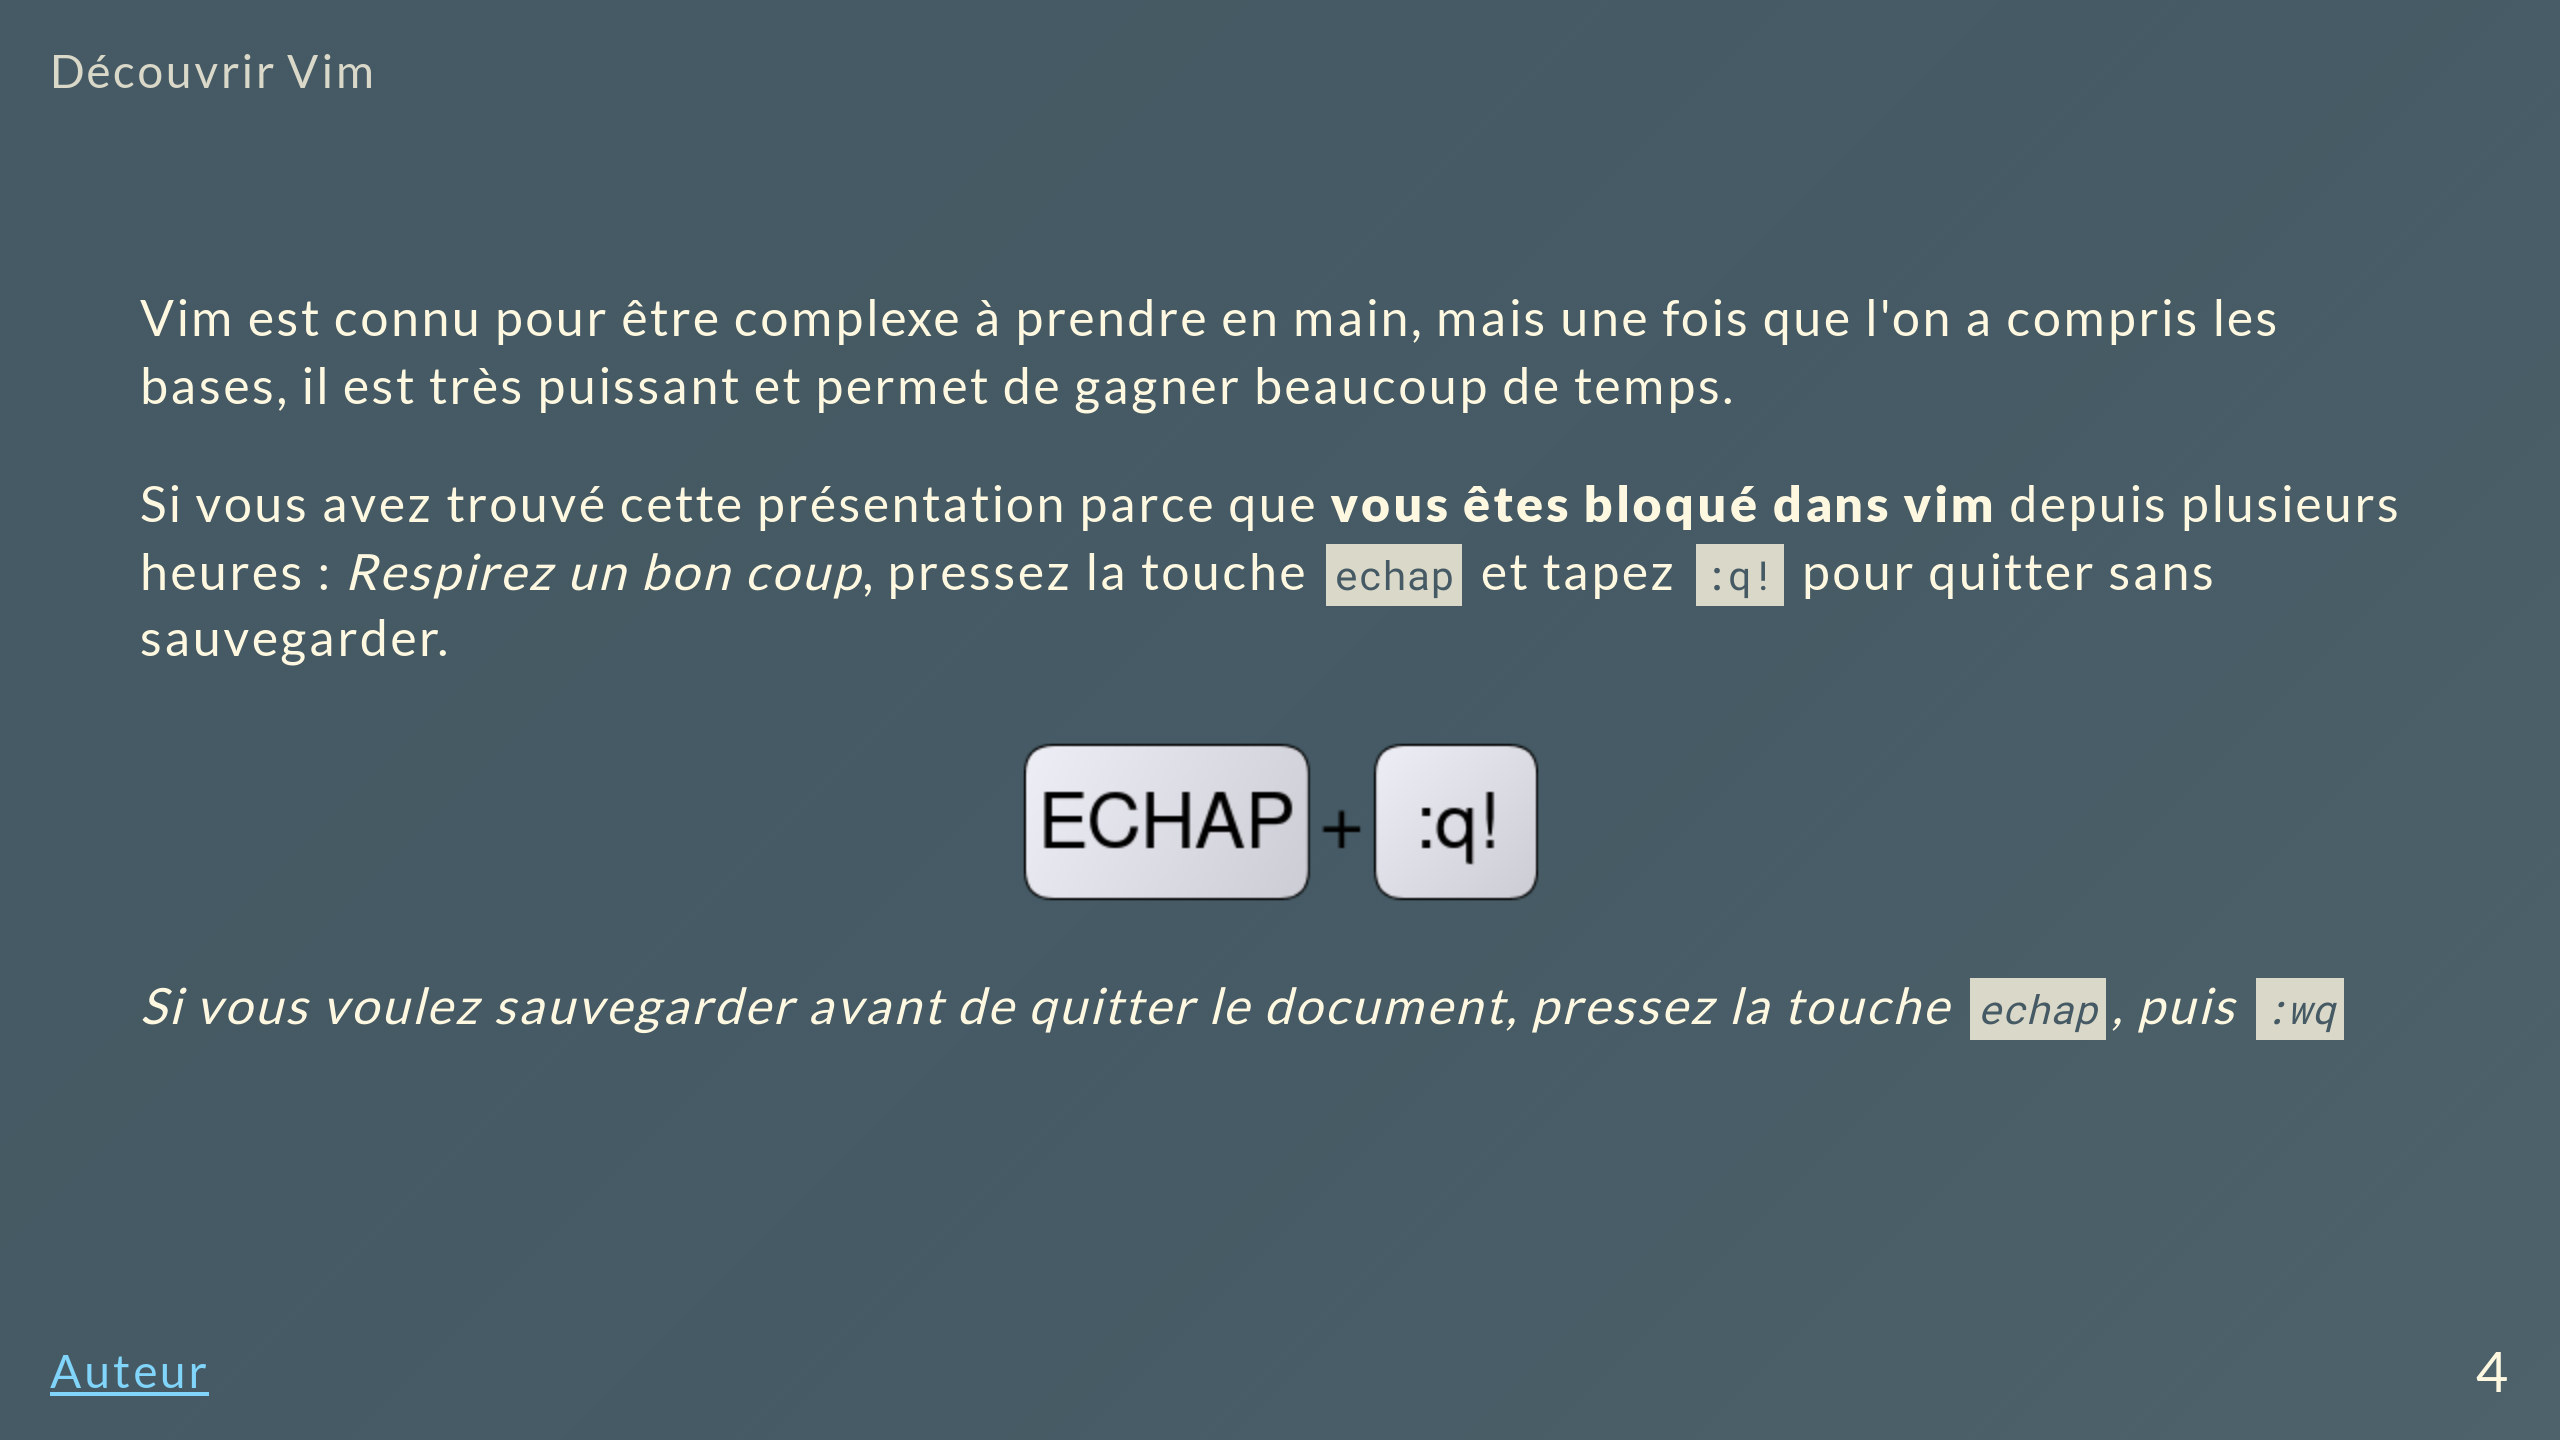 Découvrir Vim
Vim est connu pour être complexe à prendre en main, mais une fois que l'on a compris les
bases, il est très puissant et permet de gagner beaucoup de temps.
Si vous avez trouvé cette présentation parce que vous êtes bloqué dans vim depuis plusieurs
heures : Respirez un bon coup, pressez la touche echap et tapez :q! pour quitter sans
sauvegarder.
ECHAP + :q!
Si vous voulez sauvegarder avant de quitter le document, pressez la touche echap, puis :wq
Auteur
4